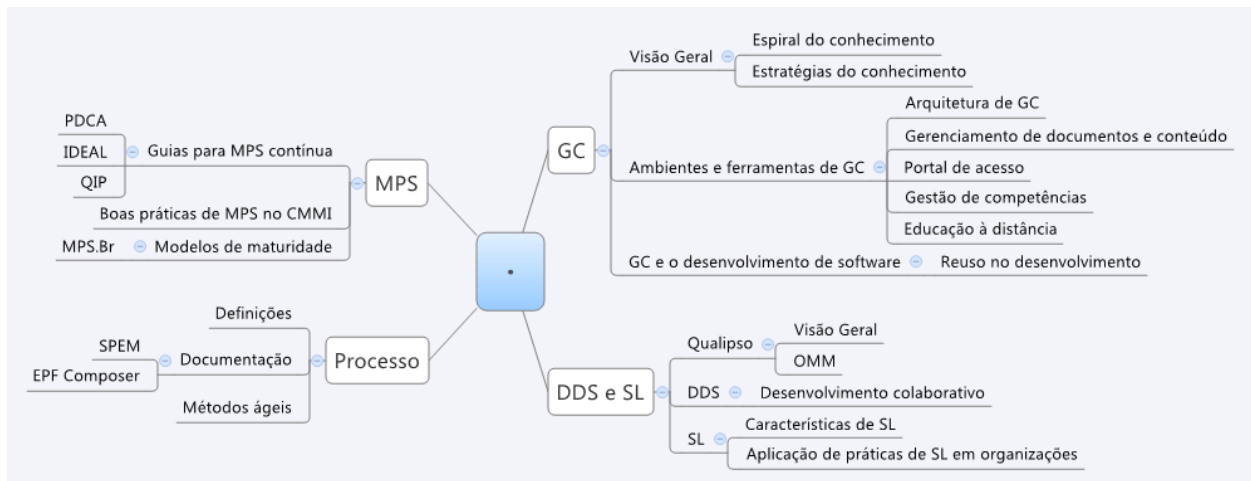 PDCA
IDEAL
QIP
Guias para MPS contínua
Boas práticas de MPS no CMMI
MPS.Br
Modelos de maturidade
MPS
Definições
SPEM
EPF Composer
Documentação
Métodos ágeis
Processo
GC
Visão Geral
Espiral do conhecimento
Estratégias do conhecimento
Ambientes e ferramentas de GC
Arquitetura de GC
Gerenciamento de documentos e conteúdo
Portal de acesso
Gestão de competências
Educação à distância
GC e o desenvolvimento de software
Reuso no desenvolvimento
DDS e SL
Qualipso
Visão Geral
OMM
DDS
Desenvolvimento colaborativo
SL
Características de SL
Aplicação de práticas de SL em organizações